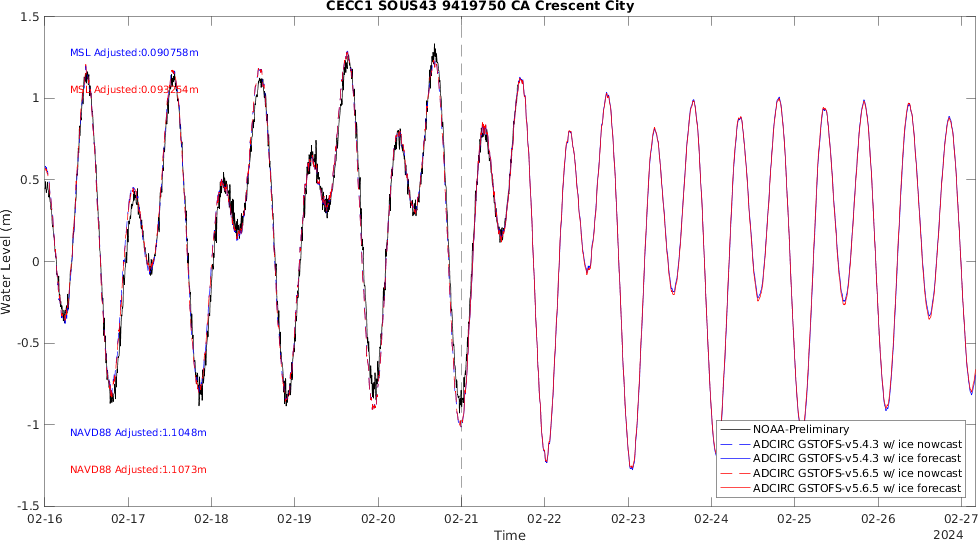 CECC1 SOUS43 9419750 CA Crescent City
1.5
MSL Adjusted:0.090758m
MSL Adjusted:0.093264m
1
0.5
0
-0.5
-1
-1.5
Water Level (m)
NAVD88 Adjusted:1.1048m
NAVD88 Adjusted:1.1073m
NOAA-Preliminary
ADCIRC GSTOFS-v5.4.3 w/ ice nowcast
ADCIRC GSTOFS-v5.4.3 w/ ice forecast
ADCIRC GSTOFS-v5.6.5 w/ ice nowcast
ADCIRC GSTOFS-v5.6.5 w/ ice forecast
02-16 02-17 02-18 02-19 02-20 02-21 02-22 02-23 02-24 02-25 02-26 02-27
Time
2024